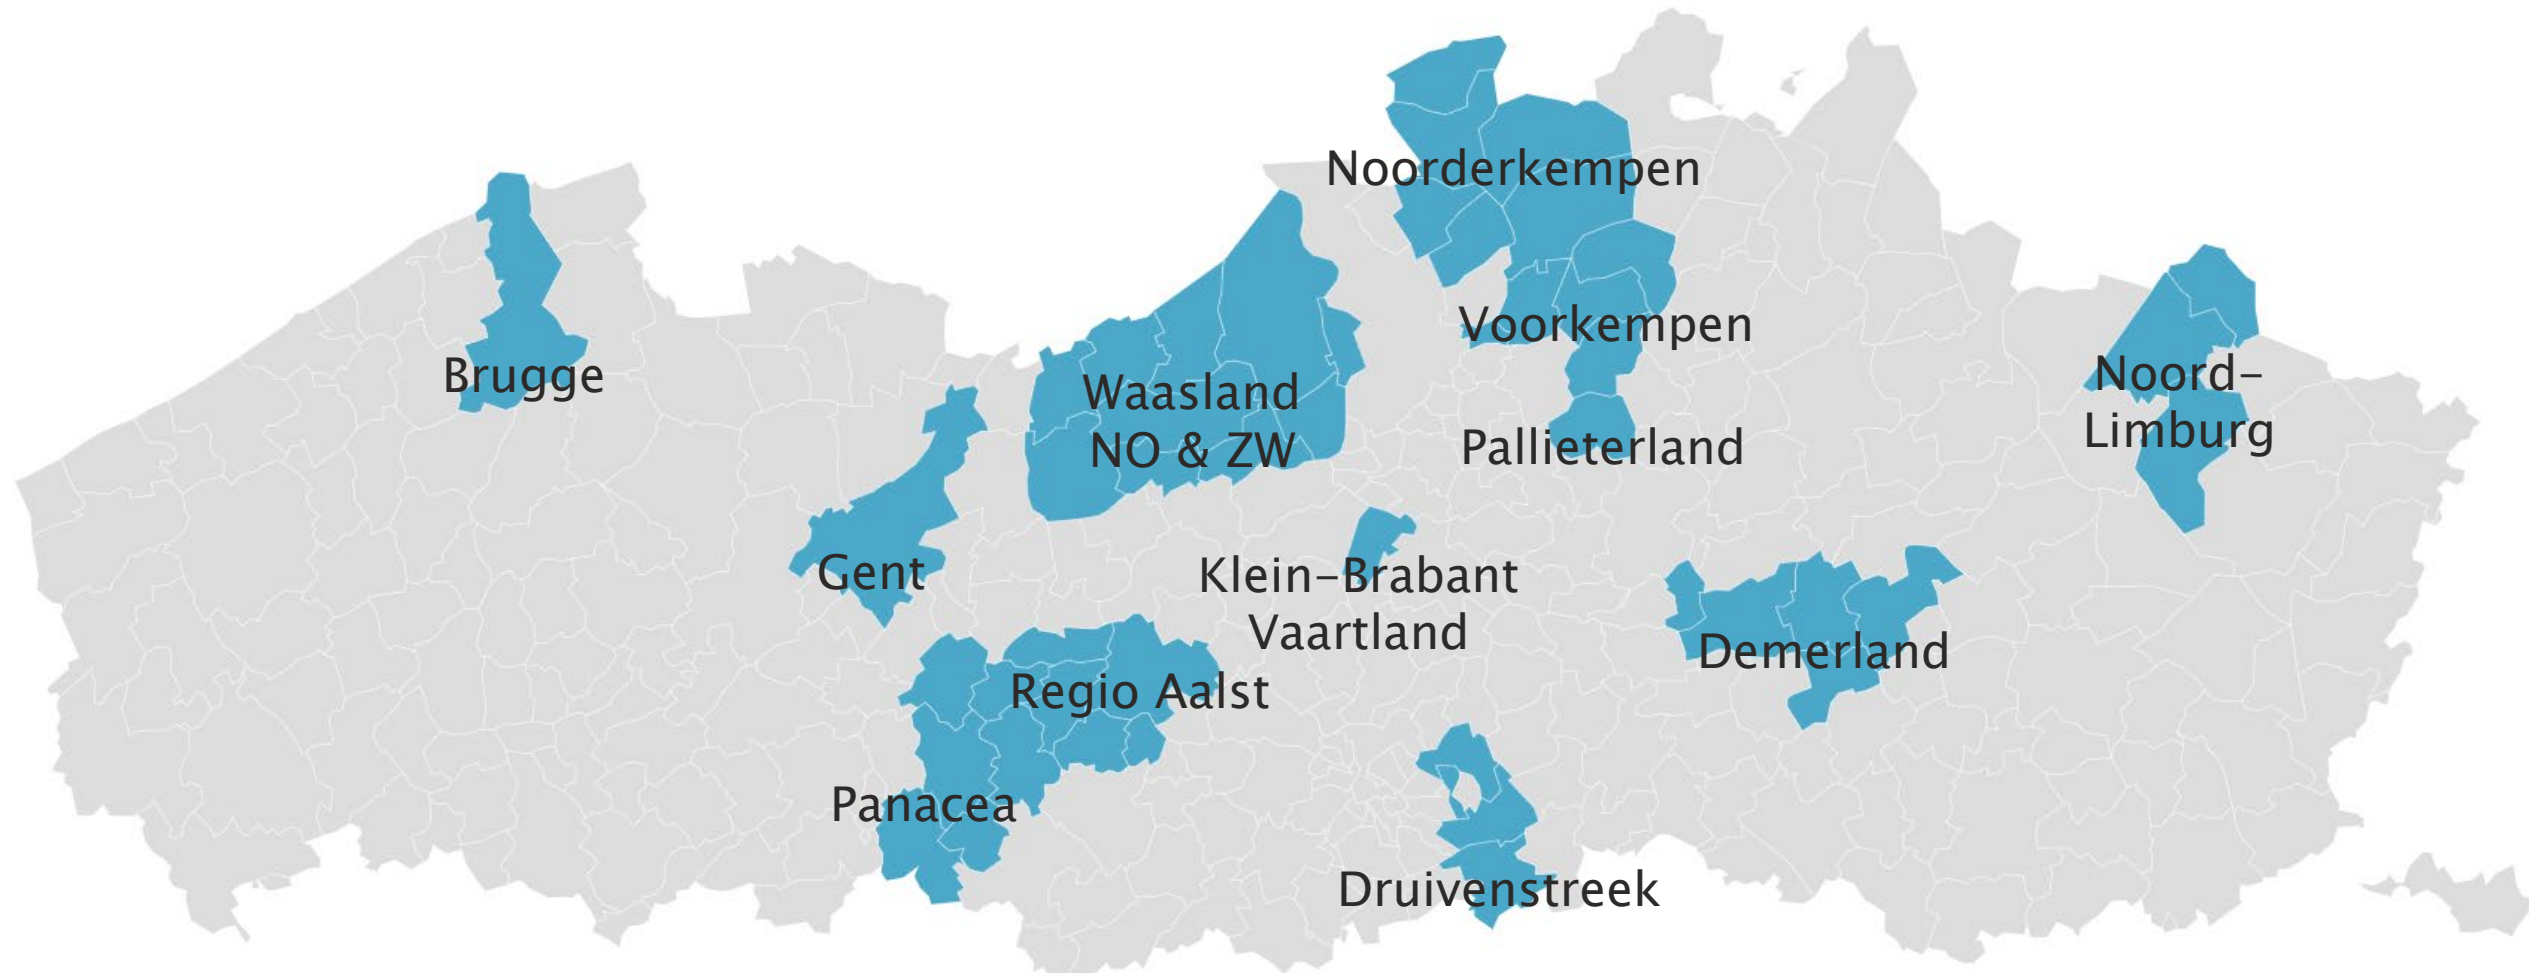 Noorderkempen
Brugge
Voorkempen
Waasland
NO & ZW
Noord-
Limburg
Pallieterland
Gent
Klein-Brabant
Vaartland
Regio Aalst
Demerland
Panacea
Druivenstreek